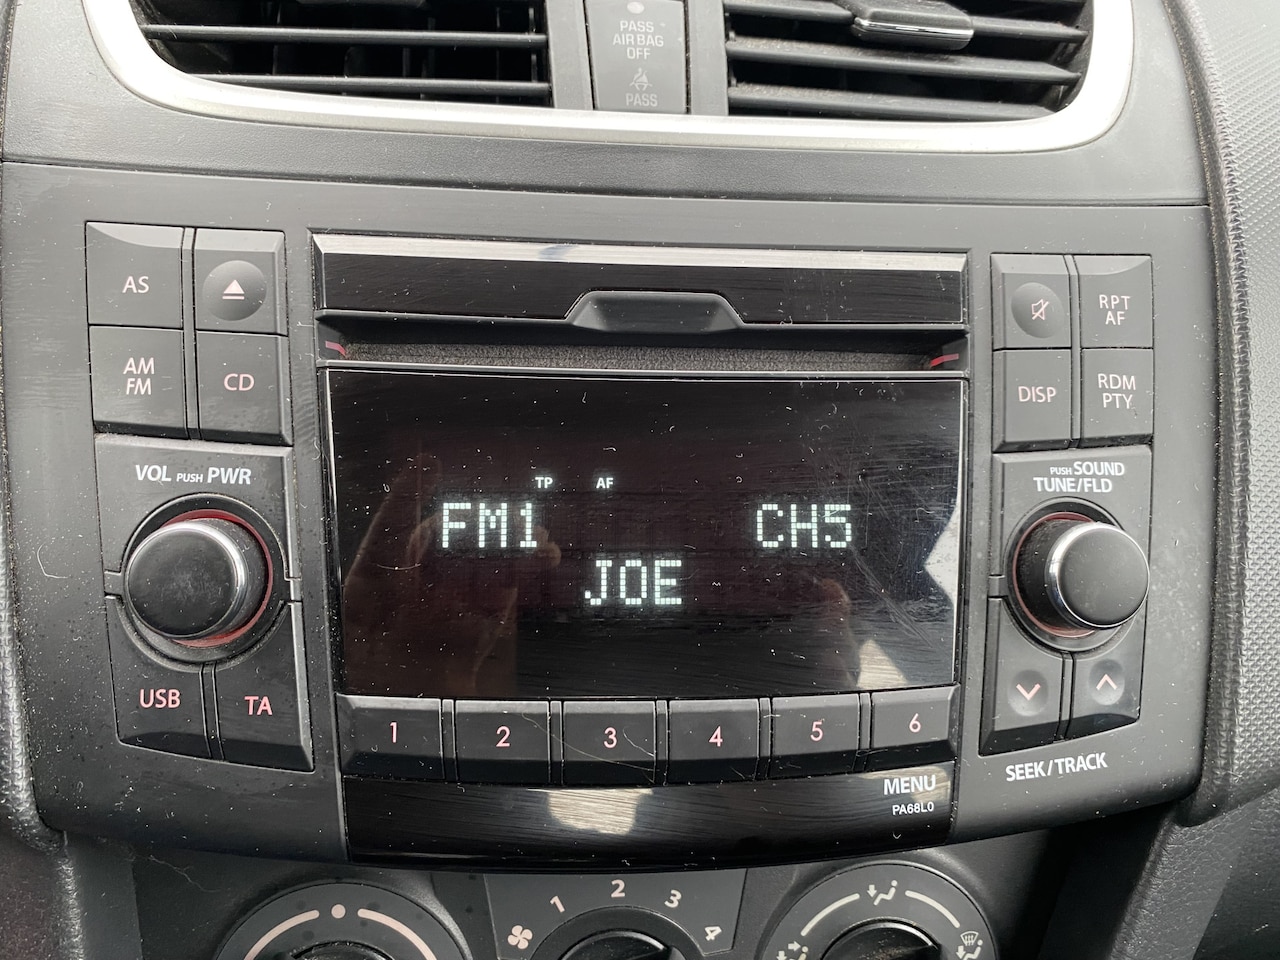 PASS
AIR BAG
OFF
PASS
AS
AM
FM
CD
VOL PUSH PWR
USB
TA
TP AF
FM1 CH5
JOE
1 2 3 4 5 6
MENU
PA68L0
RPT
AF
DISP
RDM
PTY
PUSH SOUND
TUNE/FLD
SEEK/TRACK
1 2 3 4